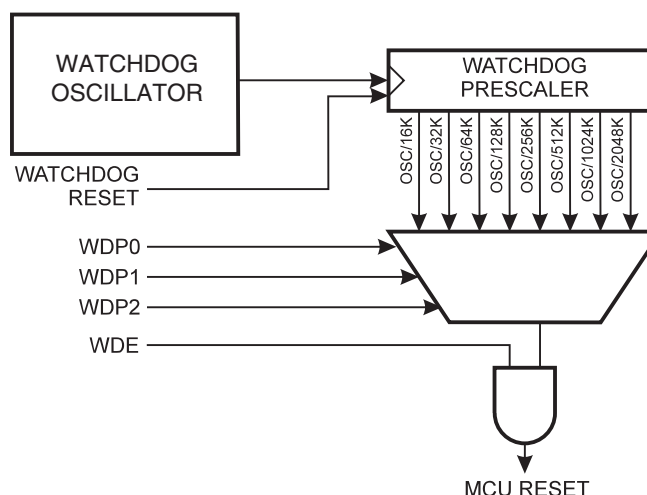 WATCHDOG
OSCILLATOR
WATCHDOG
PRESCALER
WATCHDOG
RESET
OSC/16K
OSC/32K
OSC/64K
OSC/128K
OSC/256K
OSC/512K
OSC/1024K
OSC/2048K
WDP0
WDP1
WDP2
WDE
MCU RESET